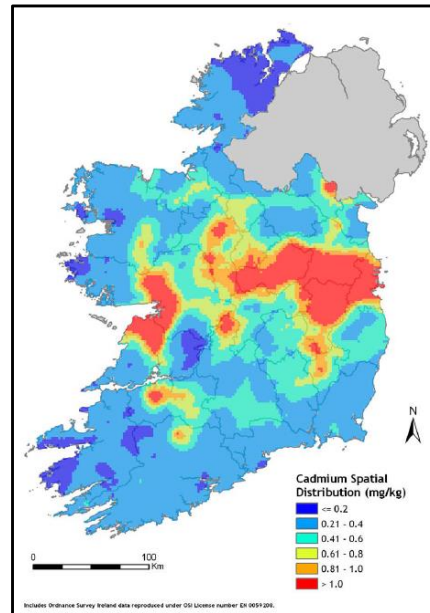 N
Cadmium Spatial
Distribution (mg/kg)
<= 0.2
0.21 - 0.4
0.41 - 0.6
0.61 - 0.8
0.81 - 1.0
> 1.0
0 100
Km
Includes Ordnance Survey Ireland data reproduced under OSI License number EN 0059208.